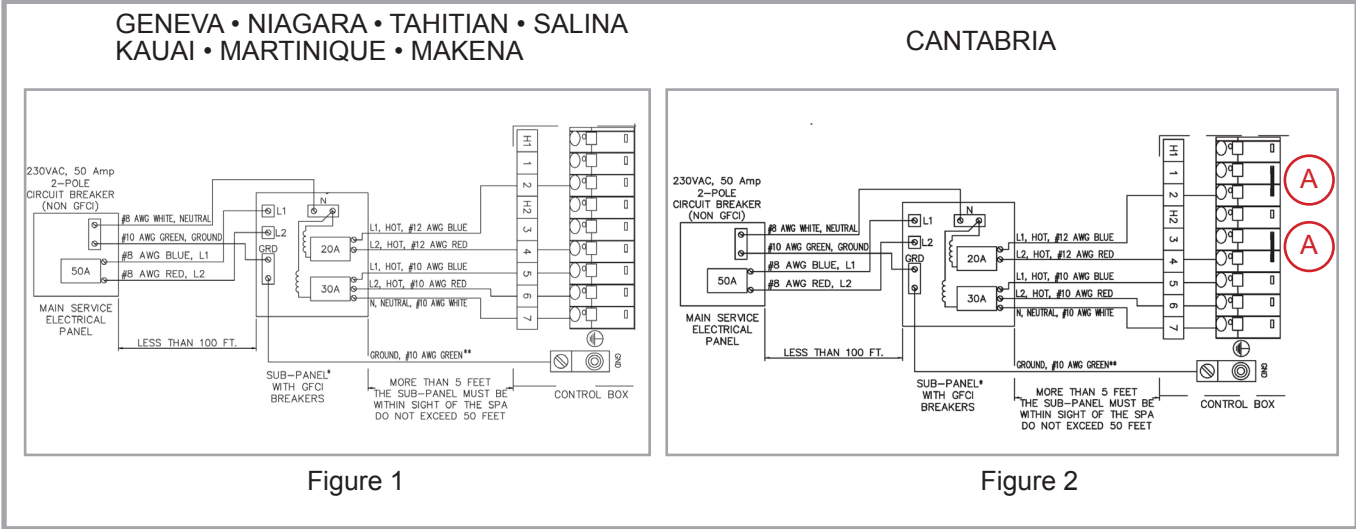 GENEVA • NIAGARA • TAHITIAN • SALINA
KAUAI • MARTINIQUE • MAKENA
230VAC, 50 Amp
2-POLE
CIRCUIT BREAKER
(NON GFCI)
#8 AWG WHITE, NEUTRAL
#10 AWG GREEN, GROUND
#8 AWG BLUE, L1
#8 AWG RED, L2
50A
MAIN SERVICE
ELECTRICAL
PANEL
LESS THAN 100 FT.
N
L1
L2
GRD
20A
30A
SUB-PANEL*
WITH GFCI
BREAKERS
L1, HOT, #12 AWG BLUE
L2, HOT, #12 AWG RED
L1, HOT, #10 AWG BLUE
L2, HOT, #10 AWG RED
N, NEUTRAL, #10 AWG WHITE
GROUND, #10 AWG GREEN**
MORE THAN 5 FEET
THE SUB-PANEL MUST BE
WITHIN SIGHT OF THE SPA
DO NOT EXCEED 50 FEET
H1
1
2
H2
3
4
5
6
7
GND
CONTROL BOX
Figure 1
CANTABRIA
230VAC, 50 Amp
2-POLE
CIRCUIT BREAKER
(NON GFCI)
#8 AWG WHITE, NEUTRAL
#10 AWG GREEN, GROUND
#8 AWG BLUE, L1
#8 AWG RED, L2
50A
MAIN SERVICE
ELECTRICAL
PANEL
LESS THAN 100 FT.
N
L1
L2
GRD
20A
30A
SUB-PANEL*
WITH GFCI
BREAKERS
L1, HOT, #12 AWG BLUE
L2, HOT, #12 AWG RED
L1, HOT, #10 AWG BLUE
L2, HOT, #10 AWG RED
N, NEUTRAL, #10 AWG WHITE
GROUND, #10 AWG GREEN**
MORE THAN 5 FEET
THE SUB-PANEL MUST BE
WITHIN SIGHT OF THE SPA
DO NOT EXCEED 50 FEET
H1
1
2
H2
3
4
5
6
7
A
A
GND
CONTROL BOX
Figure 2